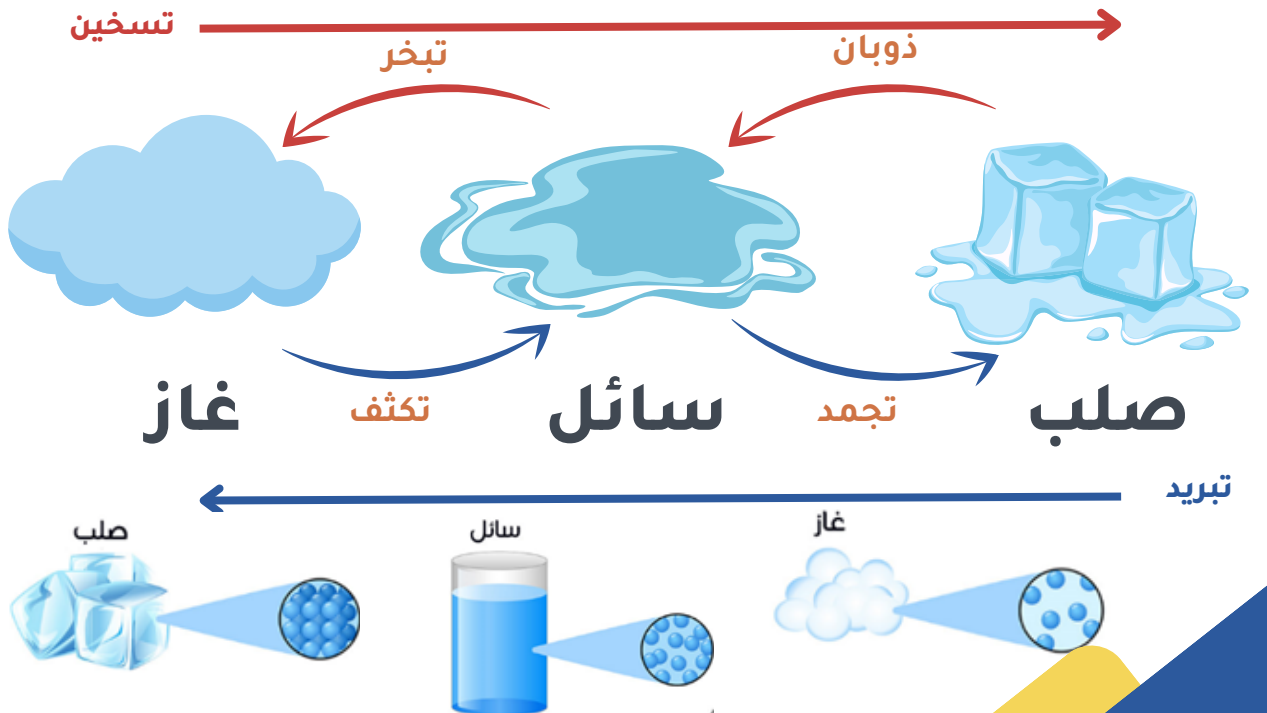 تسخين
ذوبان
تبخر
صلب
سائل
غاز
تجمد
تكثف
تبريد
غاز
سائل
صلب